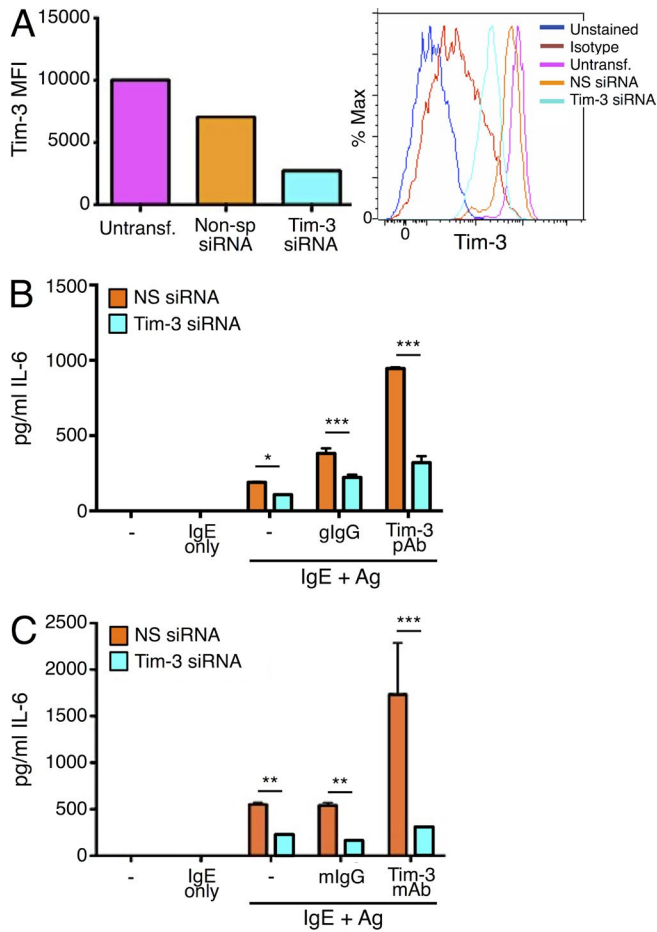 A
Tim-3 MFI
15000
10000
5000
0
Untransf.
Non-sp
siRNA
Tim-3
siRNA
% Max
0
0
Tim-3
Unstained
Isotype
Untransf.
NS siRNA
Tim-3 siRNA
B
pg/ml IL-6
1500
1000
500
0
NS siRNA
Tim-3 siRNA
*
***
***
-
IgE
only
-
gIgG
Tim-3
pAb
IgE + Ag
C
pg/ml IL-6
2500
2000
1500
1000
500
0
NS siRNA
Tim-3 siRNA
**
**
***
-
IgE
only
-
mIgG
Tim-3
mAb
IgE + Ag